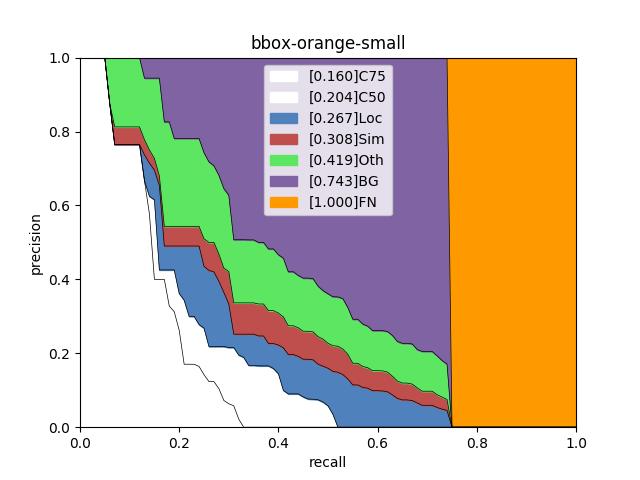 bbox-orange-small
1.0
0.8
0.6
0.4
0.2
0.0
precision
[0.160]C75
[0.204]C50
[0.267]Loc
[0.308]Sim
[0.419]Oth
[0.743]BG
[1.000]FN
0.0 0.2 0.4 0.6 0.8 1.0
recall